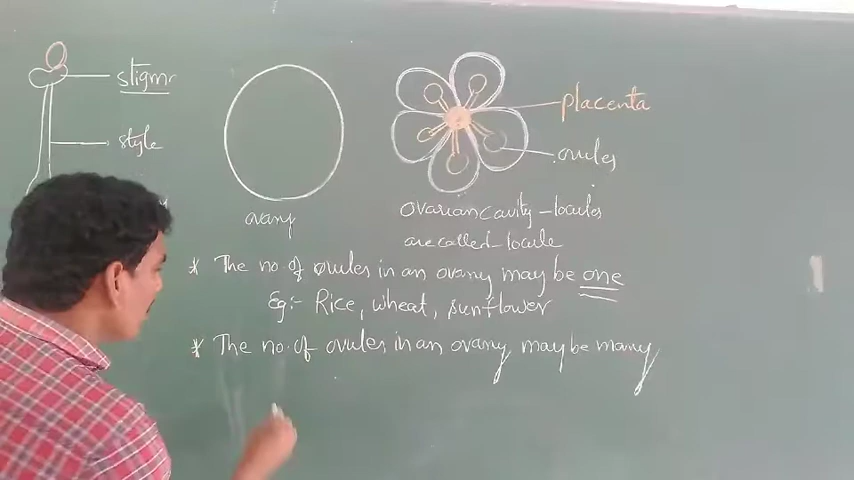 stigm
style
ovary
placenta
ovules
ovarian cavity - locules
are called - locule
* The no. of ovules in an ovary may be one
Eg:- Rice, wheat, sunflower
* The no. of ovules in an ovary may be many